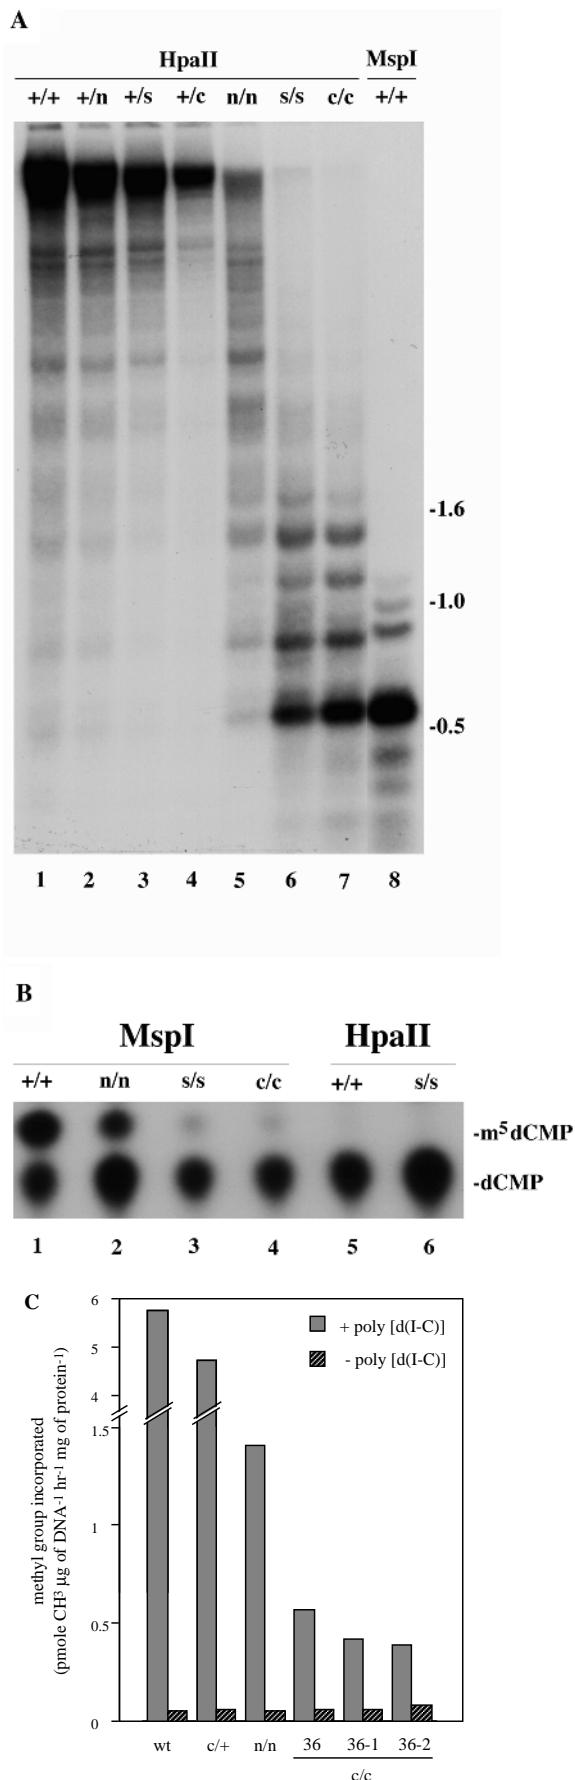 A
HpaII MspI
+/+ +/n +/s +/c n/n s/s c/c +/+
-1.6
-1.0
-0.5
1 2 3 4 5 6 7 8
B
MspI HpaII
+/+ n/n s/s c/c +/+ s/s
-m⁵dCMP
-dCMP
1 2 3 4 5 6
C
methyl group incorporated
(pmole CH³ µg of DNA⁻¹ hr⁻¹ mg of protein⁻¹)
6
5
4
1.5
1
0.5
0
+ poly [d(I-C)]
- poly [d(I-C)]
wt c/+ n/n 36 36-1 36-2
c/c